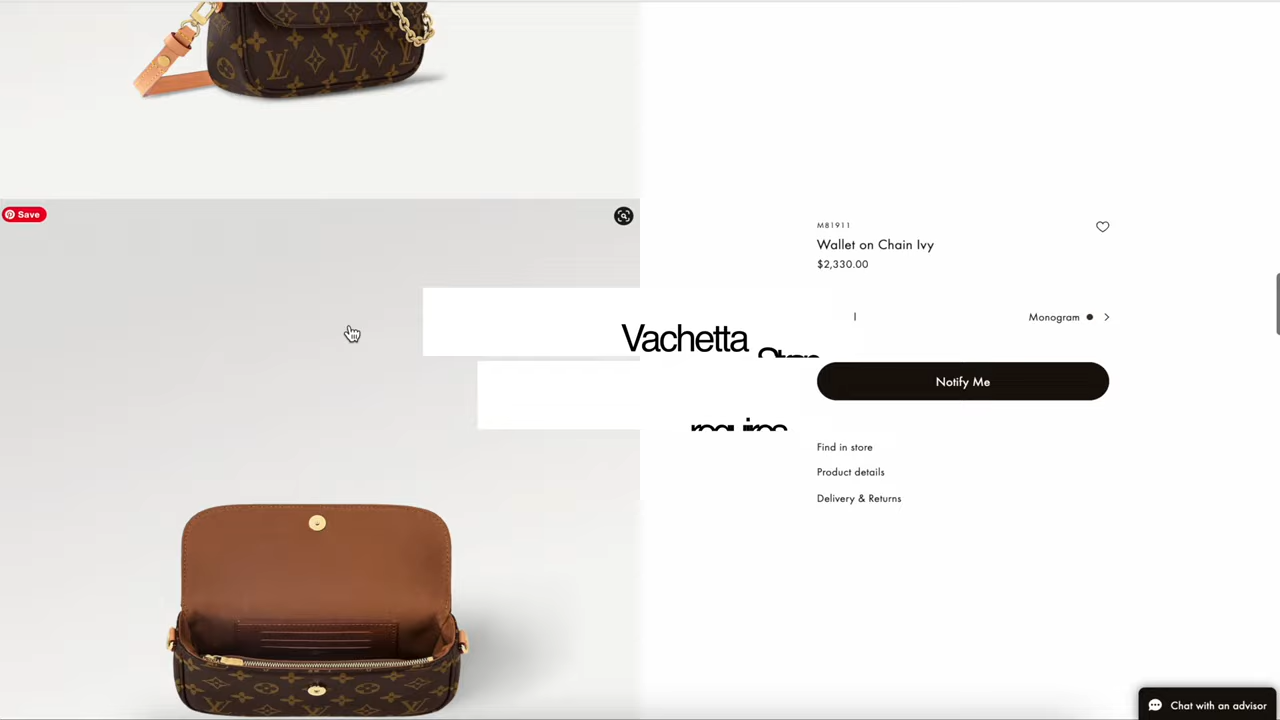 Save
M81911
Wallet on Chain Ivy
$2,330.00
Monogram
Vachetta
Notify Me
Find in store
Product details
Delivery & Returns
Chat with an advisor